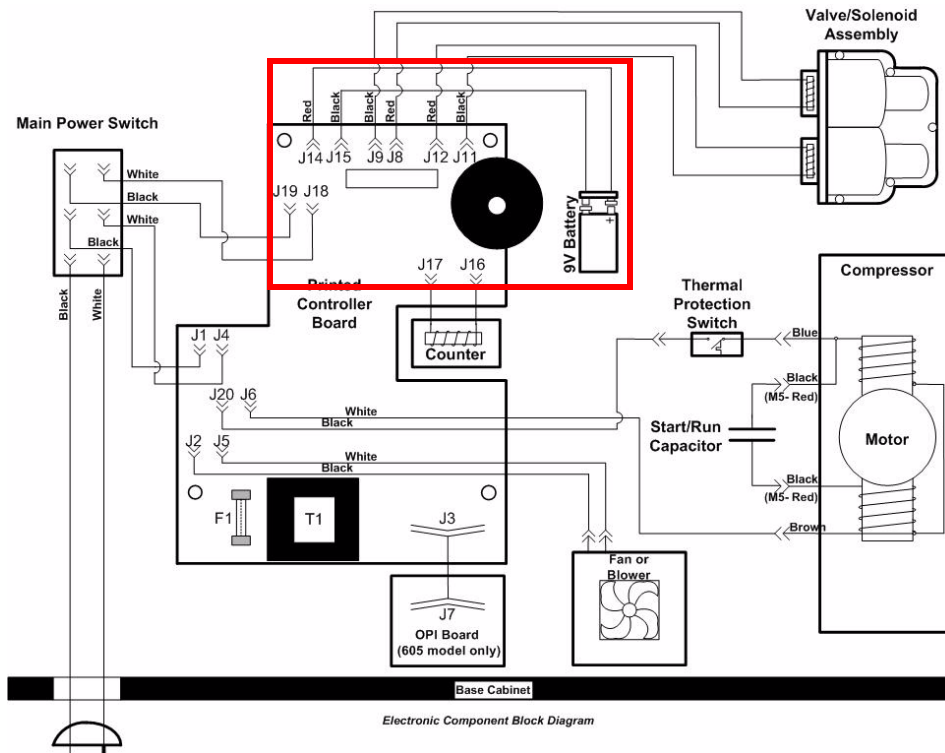 Valve/Solenoid
Assembly
Main Power Switch
Red
Black
Black
Red
Red
Black
J14
J15
J9
J8
J12
J11
White
Black
White
Black
J19
J18
9V Battery
+
Black
White
J17
J16
Printed
Controller
Board
Counter
Thermal
Protection
Switch
Compressor
Blue
Black
(M5- Red)
Start/Run
Capacitor
Motor
Black
(M5- Red)
Brown
J1
J4
J20
J6
White
Black
J2
J5
White
Black
F1
T1
J3
J7
OPI Board
(605 model only)
Fan or
Blower
Base Cabinet
Electronic Component Block Diagram